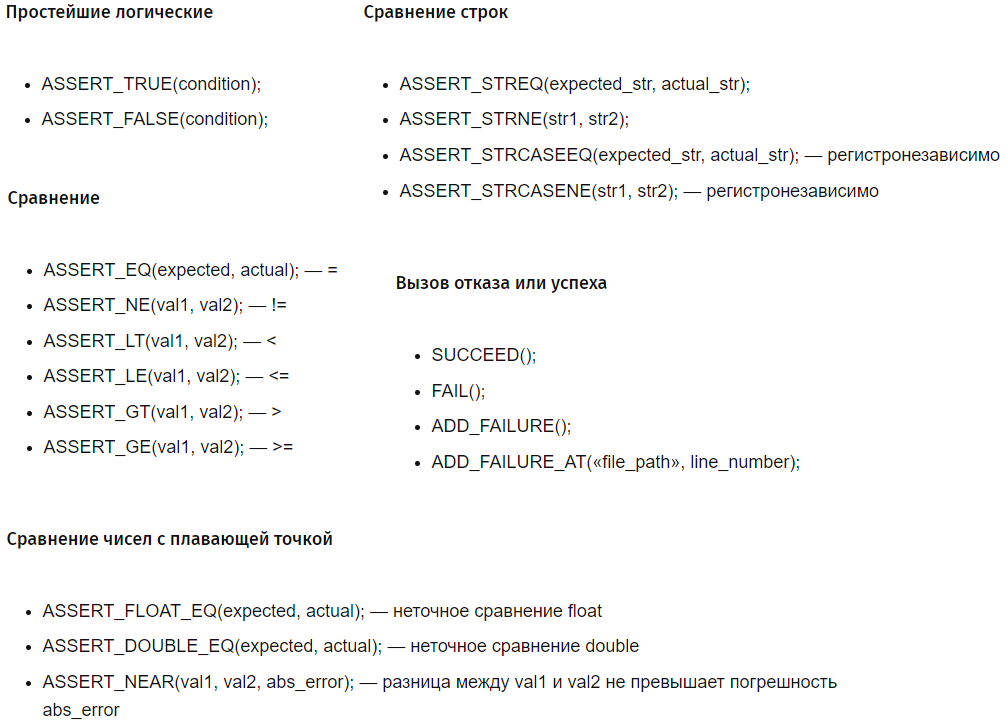 Простейшие логические
• ASSERT_TRUE(condition);
• ASSERT_FALSE(condition);
Сравнение
• ASSERT_EQ(expected, actual); — =
• ASSERT_NE(val1, val2); — !=
• ASSERT_LT(val1, val2); — <
• ASSERT_LE(val1, val2); — <=
• ASSERT_GT(val1, val2); — >
• ASSERT_GE(val1, val2); — >=
Сравнение строк
• ASSERT_STREQ(expected_str, actual_str);
• ASSERT_STRNE(str1, str2);
• ASSERT_STRCASEEQ(expected_str, actual_str); — регистронезависимо
• ASSERT_STRCASENE(str1, str2); — регистронезависимо
Вызов отказа или успеха
• SUCCEED();
• FAIL();
• ADD_FAILURE();
• ADD_FAILURE_AT(«file_path», line_number);
Сравнение чисел с плавающей точкой
• ASSERT_FLOAT_EQ(expected, actual); — неточное сравнение float
• ASSERT_DOUBLE_EQ(expected, actual); — неточное сравнение double
• ASSERT_NEAR(val1, val2, abs_error); — разница между val1 и val2 не превышает погрешность
abs_error